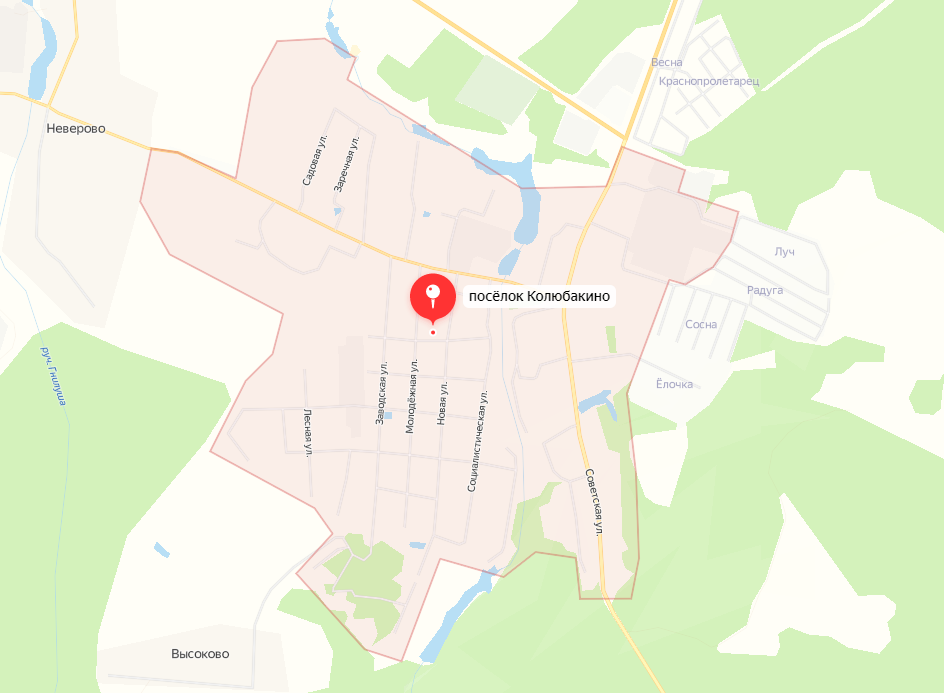 Весна
Краснопролетарец
Неверово
Садовая ул.
Заречная ул.
Луч
Радуга
посёлок Колюбакино
Сосна
руч. Гнилуша
Ёлочка
Заводская ул.
Молодёжная ул.
Новая ул.
Социалистическая ул.
Лесная ул.
Советская ул.
Высоково